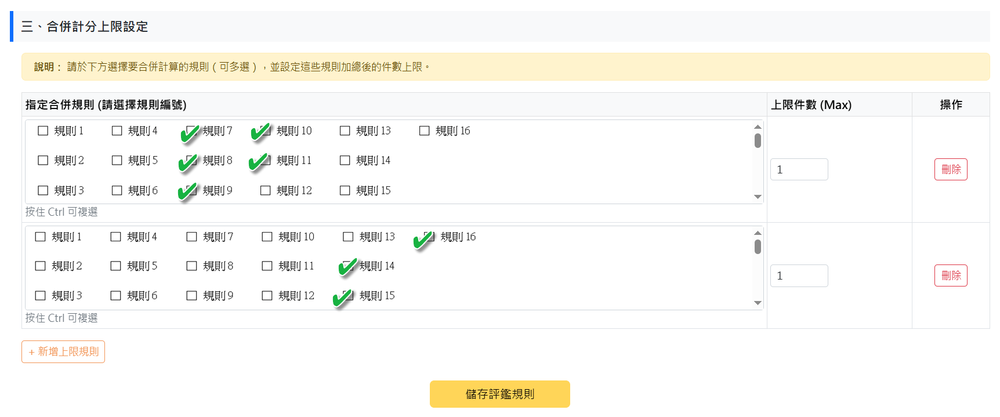 三、合併計分上限設定
說明： 請於下方選擇要合併計算的規則（可多選），並設定這些規則加總後的件數上限。
指定合併規則 (請選擇規則編號) 上限件數 (Max) 操作
規則 1 規則 4 規則 7 規則 10 規則 13 規則 16
規則 2 規則 5 規則 8 規則 11 規則 14
規則 3 規則 6 規則 9 規則 12 規則 15
按住 Ctrl 可複選
1
刪除
規則 1 規則 4 規則 7 規則 10 規則 13 規則 16
規則 2 規則 5 規則 8 規則 11 規則 14
規則 3 規則 6 規則 9 規則 12 規則 15
按住 Ctrl 可複選
1
刪除
+ 新增上限規則
儲存評鑑規則